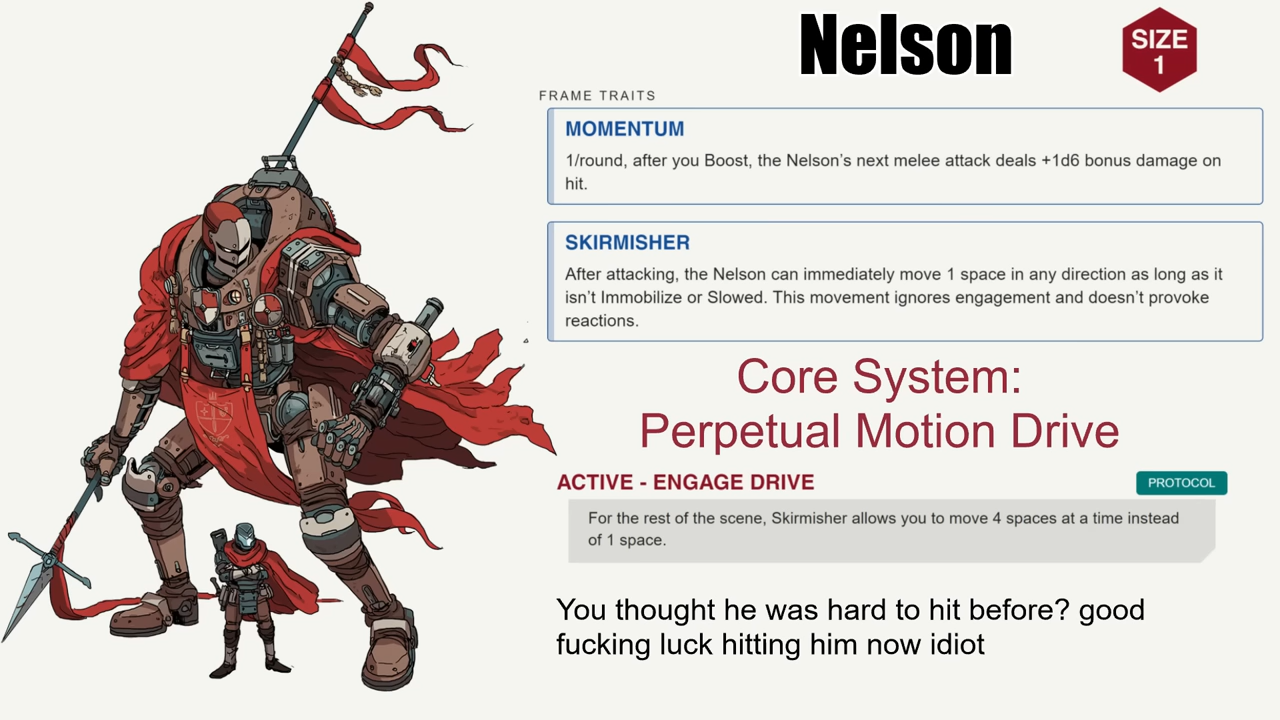 Nelson
SIZE
1
FRAME TRAITS
MOMENTUM
1/round, after you Boost, the Nelson's next melee attack deals +1d6 bonus damage on
hit.
SKIRMISHER
After attacking, the Nelson can immediately move 1 space in any direction as long as it
isn't Immobilize or Slowed. This movement ignores engagement and doesn't provoke
reactions.
Core System:
Perpetual Motion Drive
ACTIVE - ENGAGE DRIVE
PROTOCOL
For the rest of the scene, Skirmisher allows you to move 4 spaces at a time instead
of 1 space.
You thought he was hard to hit before? good
fucking luck hitting him now idiot